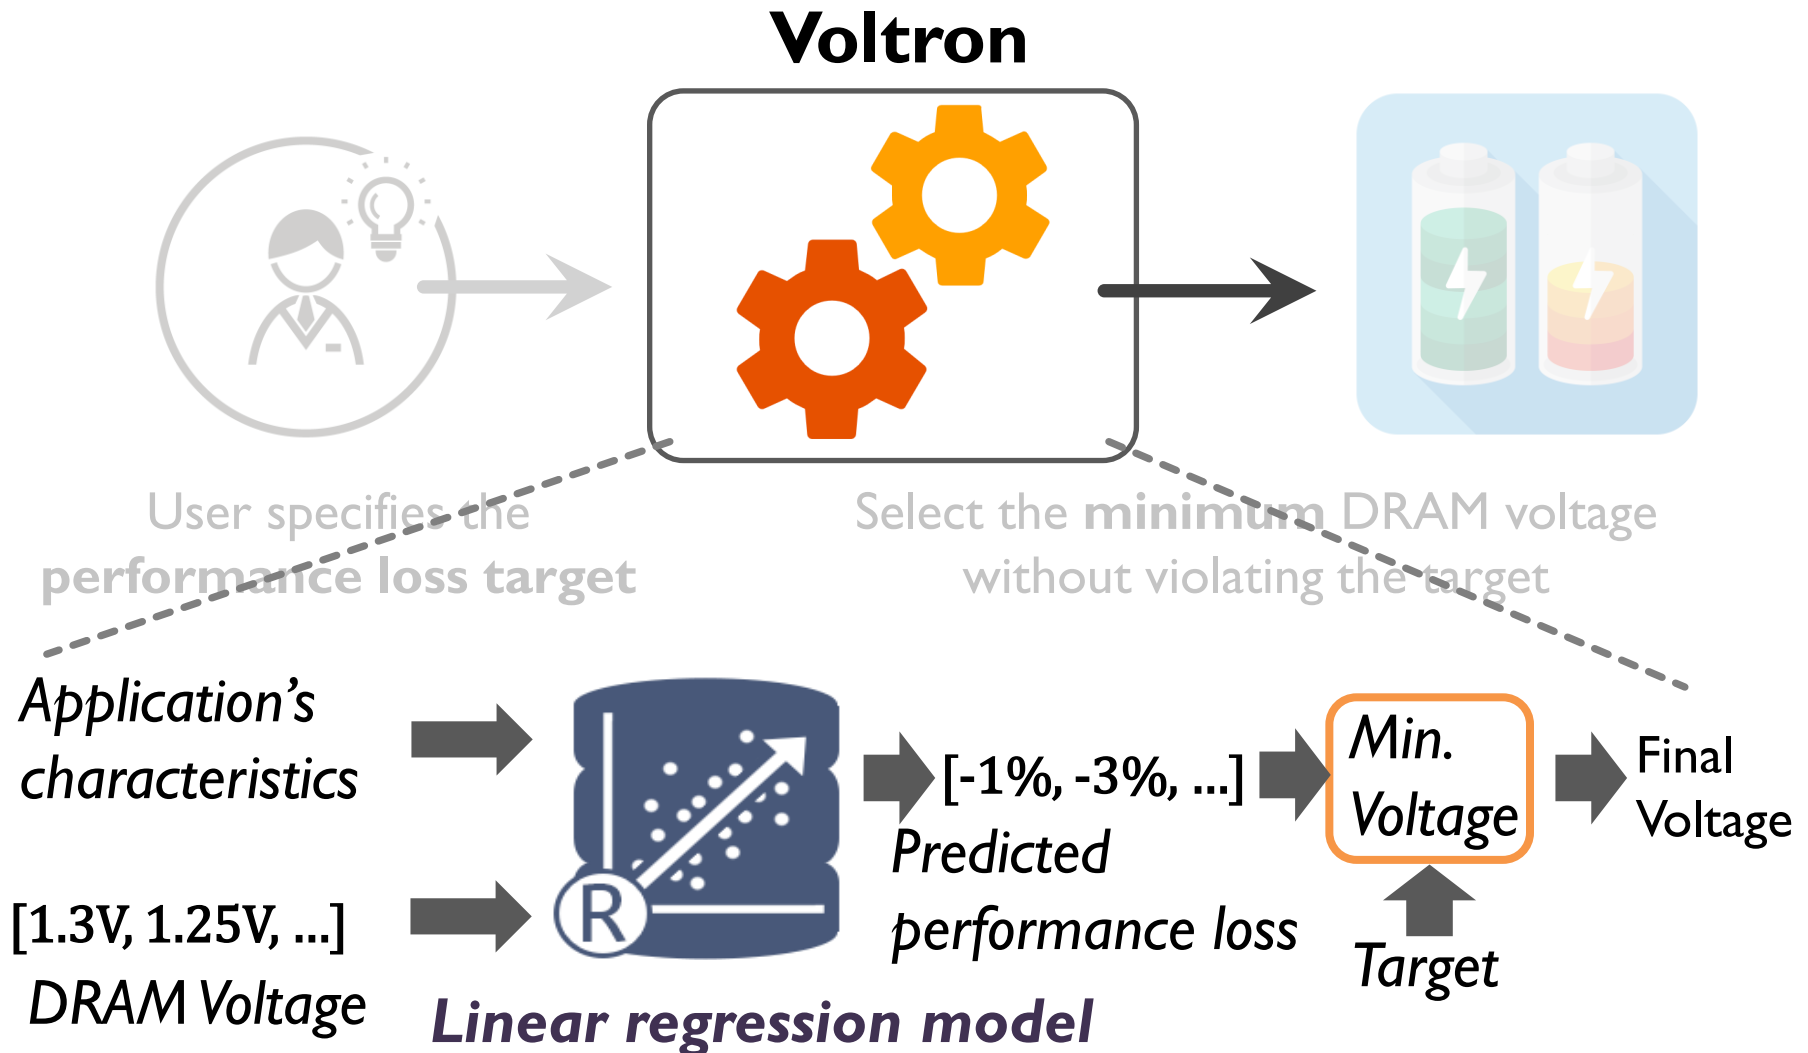 Voltron
User specifies the
performance loss target
Select the minimum DRAM voltage
without violating the target
Application’s
characteristics
[1.3V, 1.25V, ...]
DRAM Voltage
R
Linear regression model
[-1%, -3%, ...]
Predicted
performance loss
Min.
Voltage
Target
Final
Voltage